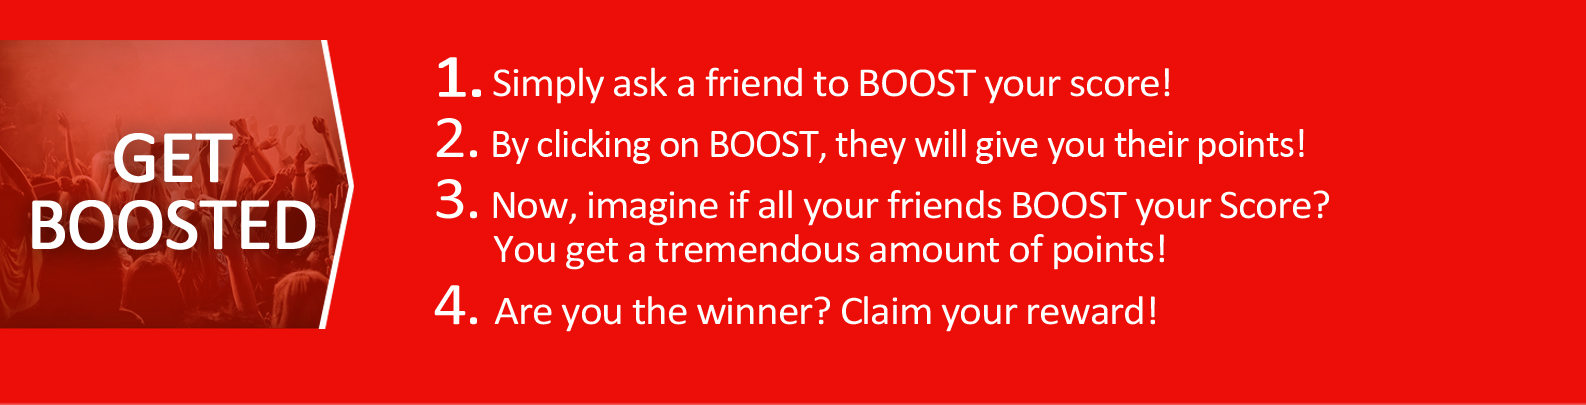 GET
BOOSTED
1. Simply ask a friend to BOOST your score!
2. By clicking on BOOST, they will give you their points!
3. Now, imagine if all your friends BOOST your Score?
You get a tremendous amount of points!
4. Are you the winner? Claim your reward!